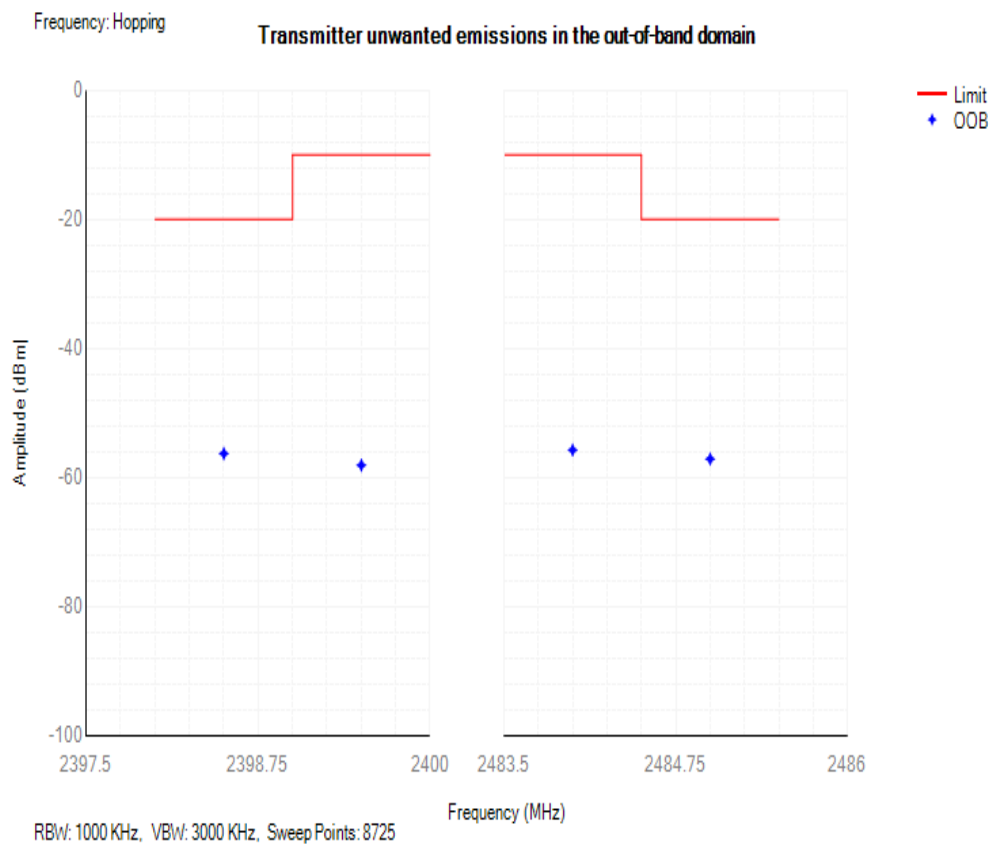 Frequency: Hopping
Transmitter unwanted emissions in the out-of-band domain
Limit
OOB
0
-20
-40
-60
-80
-100
Amplitude (dBm)
2397.5 2398.75 2400 2483.5 2484.75 2486
Frequency (MHz)
RBW: 1000 KHz, VBW: 3000 KHz, Sweep Points: 8725